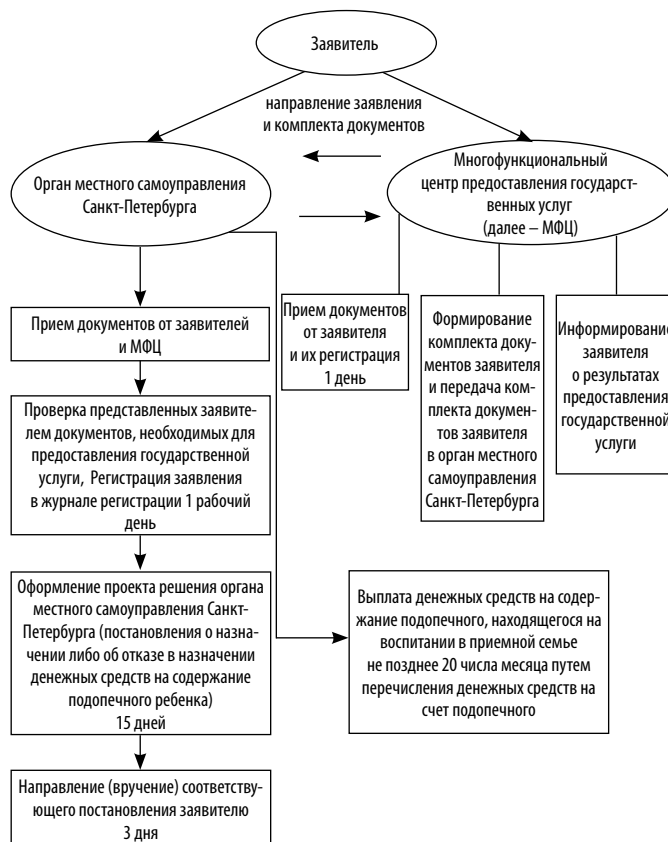 Заявитель
направление заявления
и комплекта документов
Орган местного самоуправления
Санкт-Петербурга
Многофункциональный
центр предоставления государст-
венных услуг
(далее – МФЦ)
Прием документов от заявителей
и МФЦ
Прием документов
от заявителя
и их регистрация
1 день
Формирование
комплекта доку-
ментов заявителя
и передача ком-
плекта докумен-
тов заявителя
в орган местного
самоуправления
Санкт-Петербурга
Информирование
заявителя
о результатах
предоставления
государственной
услуги
Проверка представленных заявите-
лем документов, необходимых для
предоставления государственной
услуги, Регистрация заявления
в журнале регистрации 1 рабочий
день
Оформление проекта решения органа
местного самоуправления Санкт-
Петербурга (постановления о назна-
чении либо об отказе в назначении
денежных средств на содержание
подопечного ребенка)
15 дней
Выплата денежных средств на содер-
жание подопечного, находящегося на
воспитании в приемной семье
не позднее 20 числа месяца путем
перечисления денежных средств на
счет подопечного
Направление (вручение) соответству-
ющего постановления заявителю
3 дня